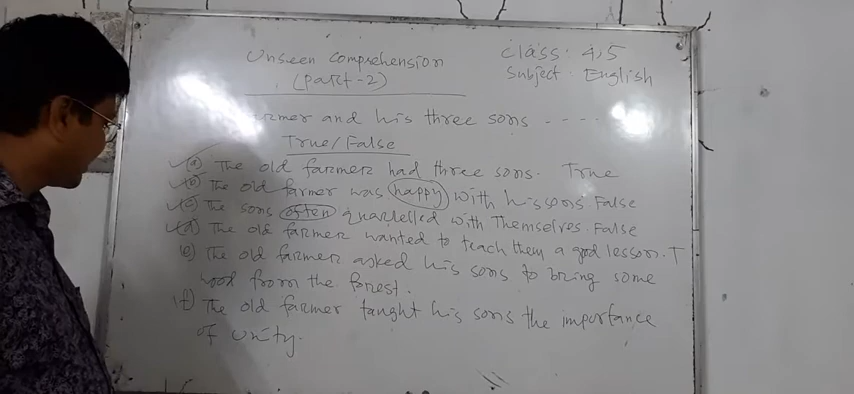 Unseen Comprehension
(Part-2)
Class: 4,5
Subject: English
and his three sons ....
True/False
(a) The old farmer had three sons. True
(b) The old farmer was happy with his sons. False
(c) The sons often quarrelled with Themselves. False
(d) The old farmer wanted to teach them a good lesson. T
(e) The old farmer asked his sons to bring some
wood from the forest.
(f) The old farmer taught his sons the importance
of unity.